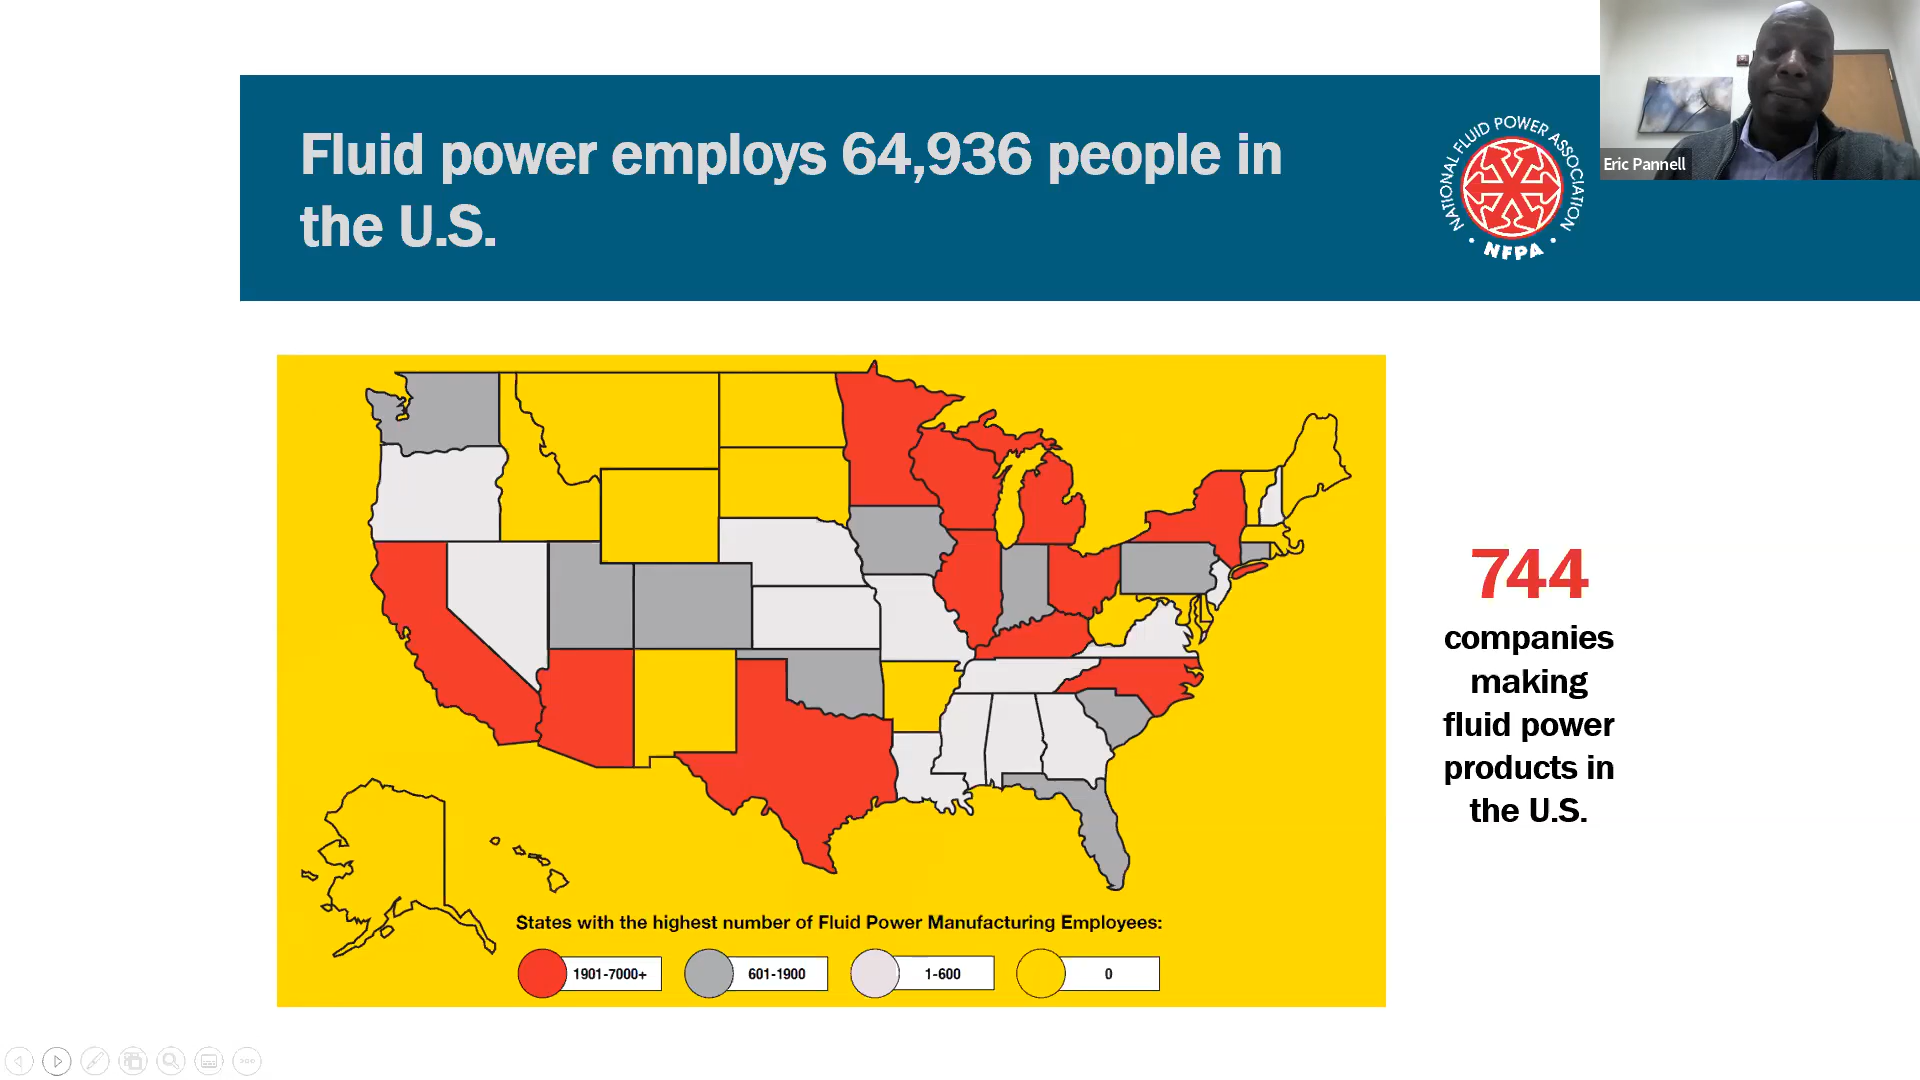 Fluid power employs 64,936 people in
the U.S.
NATIONAL FLUID POWER ASSOCIATION
• NFPA •
Eric Pannell
744
companies
making
fluid power
products in
the U.S.
States with the highest number of Fluid Power Manufacturing Employees:
1901-7000+
601-1900
1-600
0